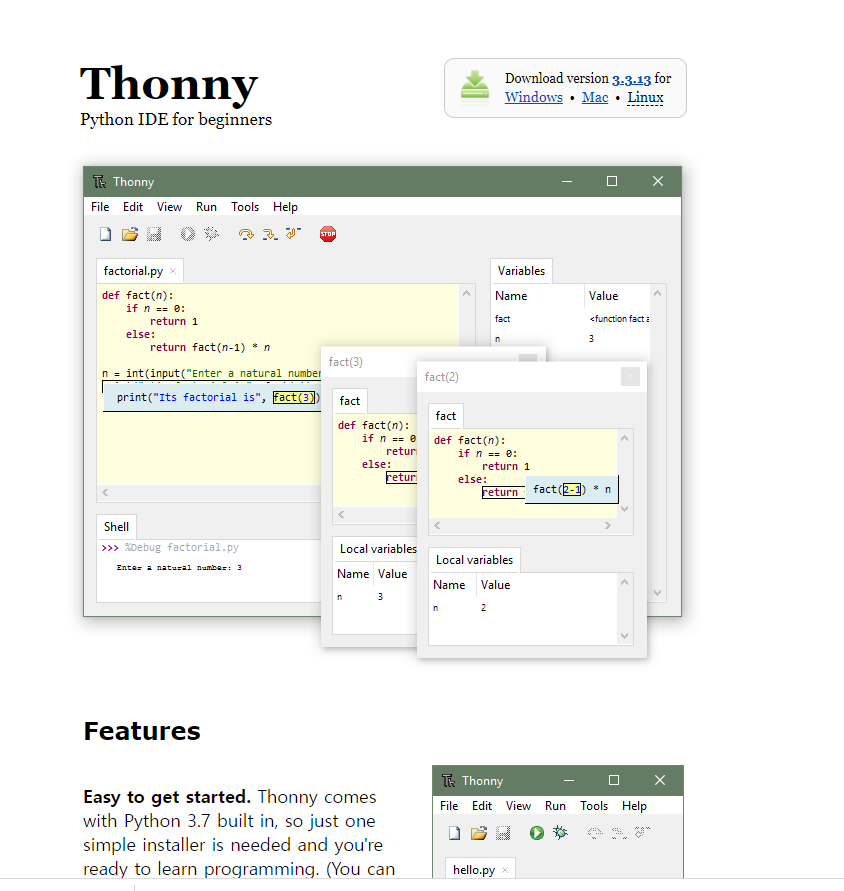 Thonny
Python IDE for beginners
Download version 3.3.13 for
Windows • Mac • Linux
Thonny
File Edit View Run Tools Help
STOP
factorial.py
def fact(n):
if n == 0:
return 1
else:
return fact(n-1) * n
n = int(input("Enter a natural number
print("Its factorial is", fact(3))
Shell
>>> %Debug factorial.py
Enter a natural number: 3
Variables
Name Value
fact <function fact a
n 3
fact(3)
fact
def fact(n):
if n == 0
retur
else:
retur
Local variables
Name Value
n 3
fact(2)
fact
def fact(n):
if n == 0:
return 1
else:
return fact(2-1) * n
Local variables
Name Value
n 2
Features
Easy to get started. Thonny comes
with Python 3.7 built in, so just one
simple installer is needed and you're
ready to learn programming. (You can
Thonny
File Edit View Run Tools Help
hello.py